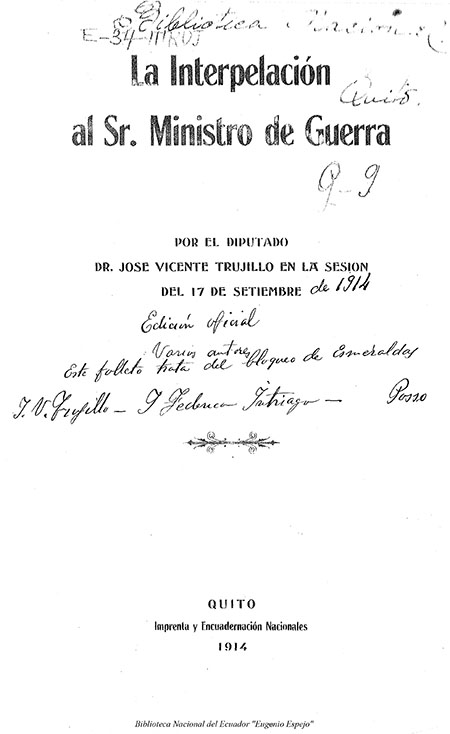 Biblioteca Nacional
E-34-
La Interpelación
Quito.
al Sr. Ministro de Guerra
9-9
POR EL DIPUTADO
DR. JOSE VICENTE TRUJILLO EN LA SESION
DEL 17 DE SETIEMBRE de 1914
Edición oficial
Varios autores
Este folleto trata del bloqueo de Esmeraldas
J. V. Trujillo — J Federico Intriago — Posso
QUITO
Imprenta y Encuadernación Nacionales
1914
Biblioteca Nacional del Ecuador "Eugenio Espejo"